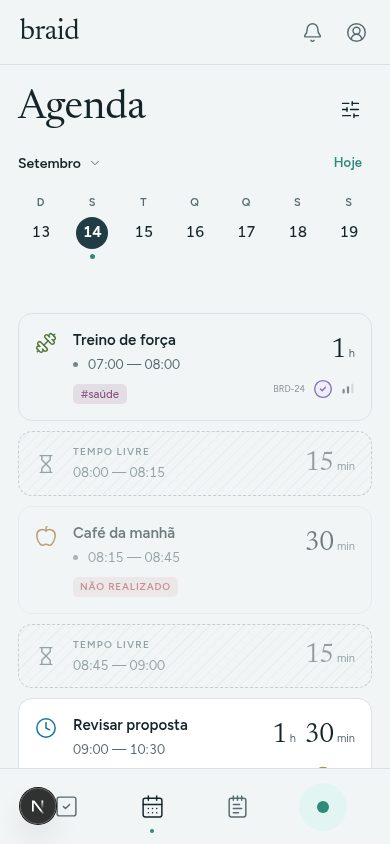 braid
Agenda
Setembro Hoje
D S T Q Q S S
13 14 15 16 17 18 19
Treino de força 1 h
07:00 — 08:00
#saúde BRD-24
TEMPO LIVRE 15 min
08:00 — 08:15
Café da manhã 30 min
08:15 — 08:45
NÃO REALIZADO
TEMPO LIVRE 15 min
08:45 — 09:00
Revisar proposta 1 h 30 min
09:00 — 10:30
N